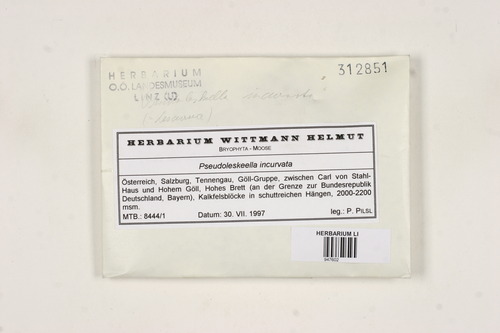 312851
HERBARIUM
O.Ö. LANDESMUSEUM
LINZ (LI)
incurvata
HERBARIUM WITTMANN HELMUT
BRYOPHYTA - MOOSE
Pseudoleskeella incurvata
Österreich, Salzburg, Tennengau, Göll-Gruppe, zwischen Carl von Stahl-
Haus und Hohem Göll, Hohes Brett (an der Grenze zur Bundesrepublik
Deutschland, Bayern), Kalkfelsblöcke in schuttreichen Hängen, 2000-2200
msm.
MTB.: 8444/1 Datum: 30. VII. 1997 leg.: P. PILSL
HERBARIUM LI